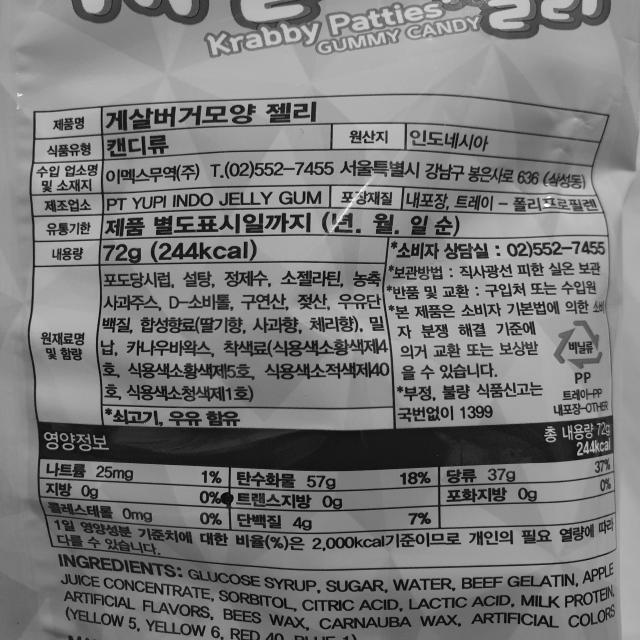 Krabby Patties
GUMMY CANDY
제품명 게살버거모양 젤리
식품유형 캔디류 원산지 인도네시아
수입 업소명 및 소재지 이멕스무역(주) T.(02)552-7455 서울특별시 강남구 봉은사로 636 (삼성동)
제조업소 PT YUPI INDO JELLY GUM 포장재질 내포장, 트레이 - 폴리프로필렌
유통기한 제품 별도표시일까지 (년. 월. 일 순)
내용량 72g (244kcal)
원재료명 및 함량
포도당시럽, 설탕, 정제수, 소젤라틴, 농축
사과주스, D-소비톨, 구연산, 젖산, 우유단
백질, 합성향료(딸기향, 사과향, 체리향), 밀
납, 카나우바왁스, 착색료(식용색소황색제4
호, 식용색소황색제5호, 식용색소적색제40
호, 식용색소청색제1호)
*쇠고기, 우유 함유
*소비자 상담실 : 02)552-7455
*보관방법 : 직사광선 피한 실온 보관
*반품 및 교환 : 구입처 또는 수입원
*본 제품은 소비자 기본법에 의한 소비
자 분쟁 해결 기준에
의거 교환 또는 보상받
을 수 있습니다.
*부정, 불량 식품신고는
국번없이 1399
비닐류
PP
트레이-PP
내포장-OTHER
영양정보
총 내용량 72g
244kcal
나트륨 25mg 1% 탄수화물 57g 18% 당류 37g 37%
지방 0g 0% 트랜스지방 0g 포화지방 0g 0%
콜레스테롤 0mg 0% 단백질 4g 7%
1일 영양성분 기준치에 대한 비율(%)은 2,000kcal기준이므로 개인의 필요 열량에 따라
다를 수 있습니다.
INGREDIENTS: GLUCOSE SYRUP, SUGAR, WATER, BEEF GELATIN, APPLE
JUICE CONCENTRATE, SORBITOL, CITRIC ACID, LACTIC ACID, MILK PROTEIN,
ARTIFICIAL FLAVORS, BEES WAX, CARNAUBA WAX, ARTIFICIAL COLORS
(YELLOW 5, YELLOW 6, RED 40, BLUE 1)